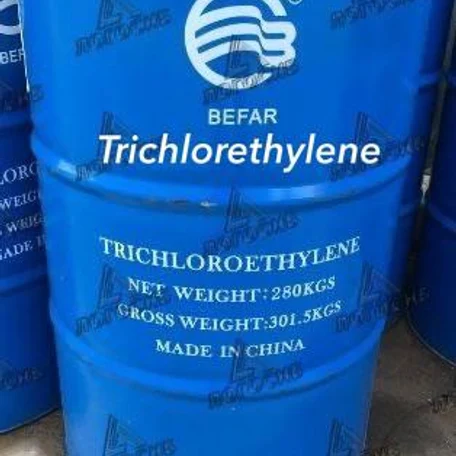 BEFAR
Trichlorethylene
TRICHLOROETHYLENE
NET WEIGHT:280KGS
GROSS WEIGHT:301.5KGS
MADE IN CHINA